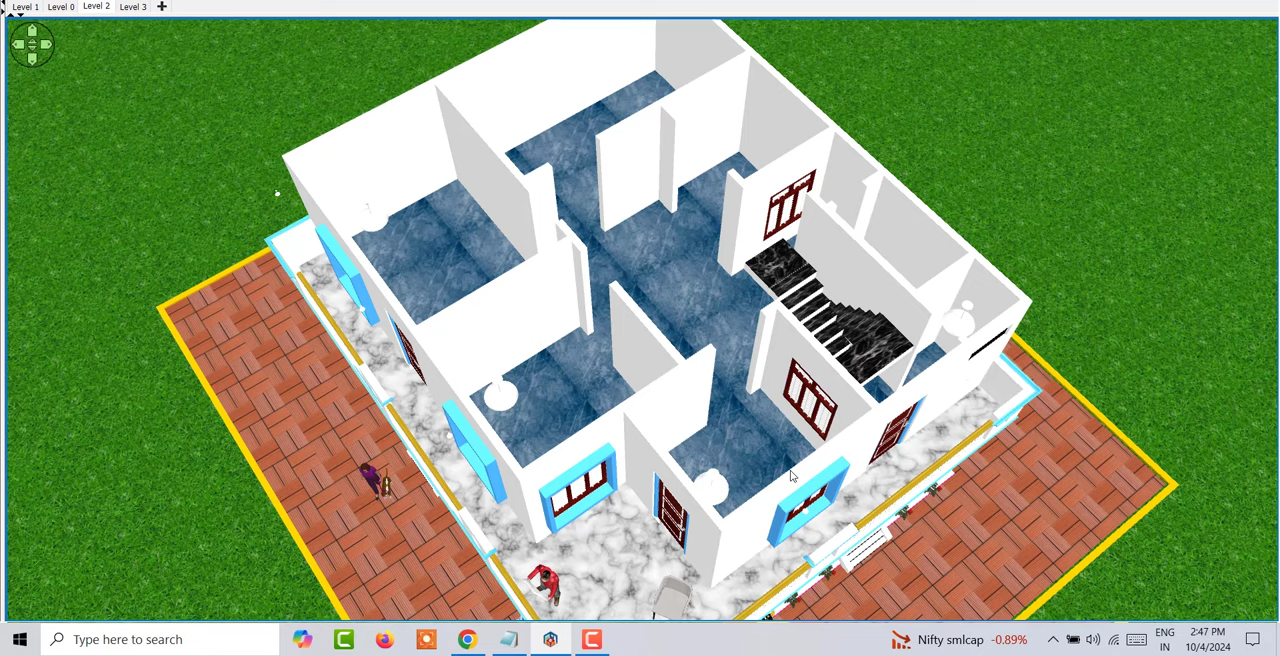 Level 1 Level 0 Level 2 Level 3
Type here to search
Nifty smlcap -0.89%
ENG
IN
2:47 PM
10/4/2024